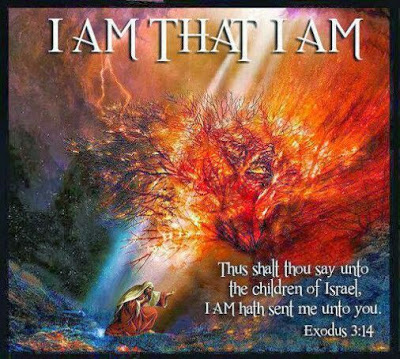 I AM THAT I AM
Thus shalt thou say unto
the children of Israel,
I AM hath sent me unto you.
Exodus 3:14